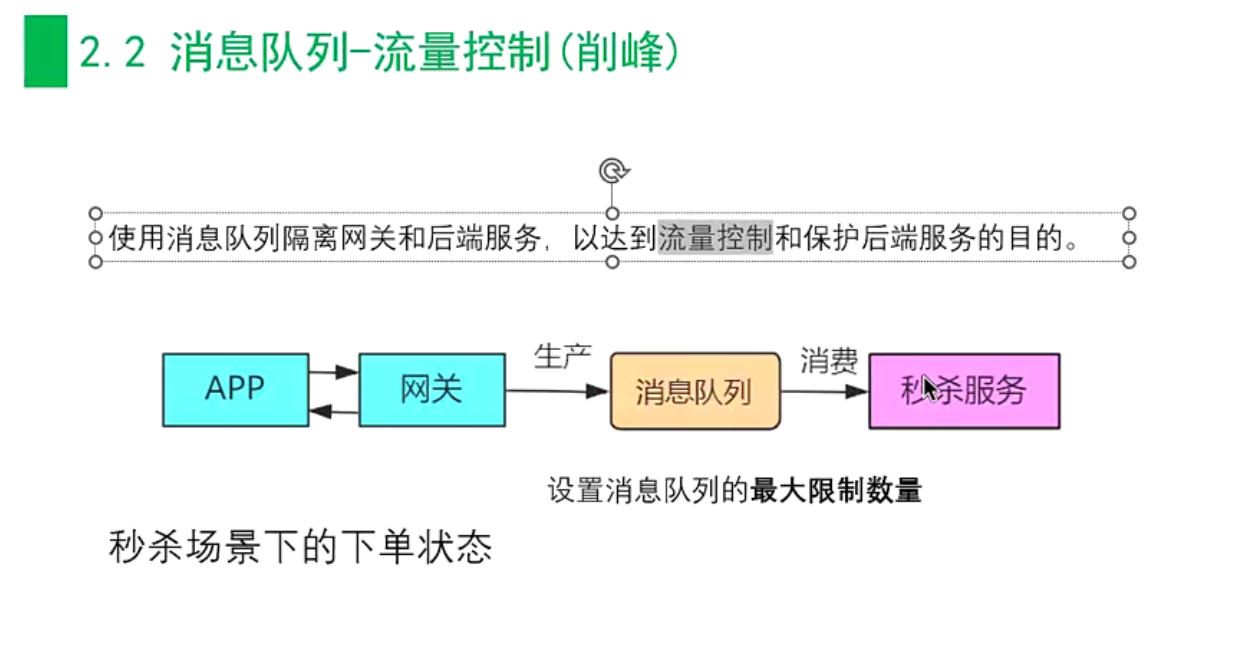 2.2 消息队列-流量控制(削峰)
使用消息队列隔离网关和后端服务，以达到流量控制和保护后端服务的目的。
生产
消费
APP
网关
消息队列
秒杀服务
设置消息队列的最大限制数量
秒杀场景下的下单状态